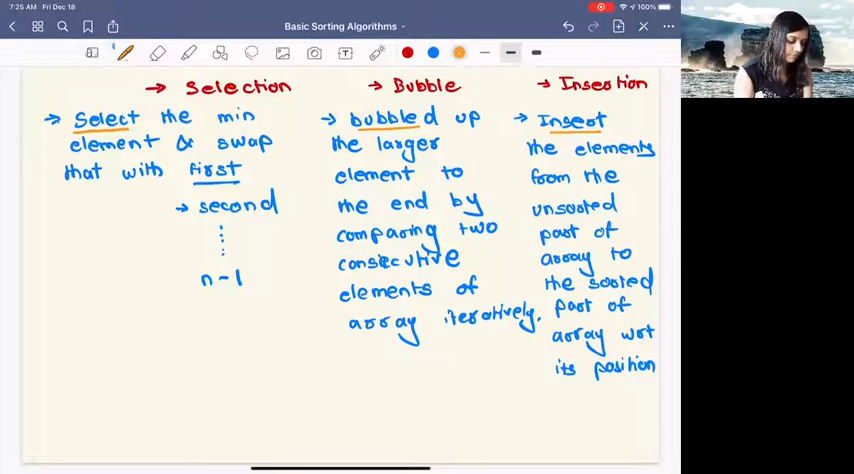 7:25 AM Fri Dec 18
100%
Basic Sorting Algorithms
→ Selection
→ Select the min
element & swap
that with first
→ second
n-1
→ Bubble
→ bubbled up
the larger
element to
the end by
comparing two
consecutive
elements of
array iteratively.
→ Insertion
→ Insert
the elements
from the
unsorted
part of
array to
the sorted
part of
array wrt
its position